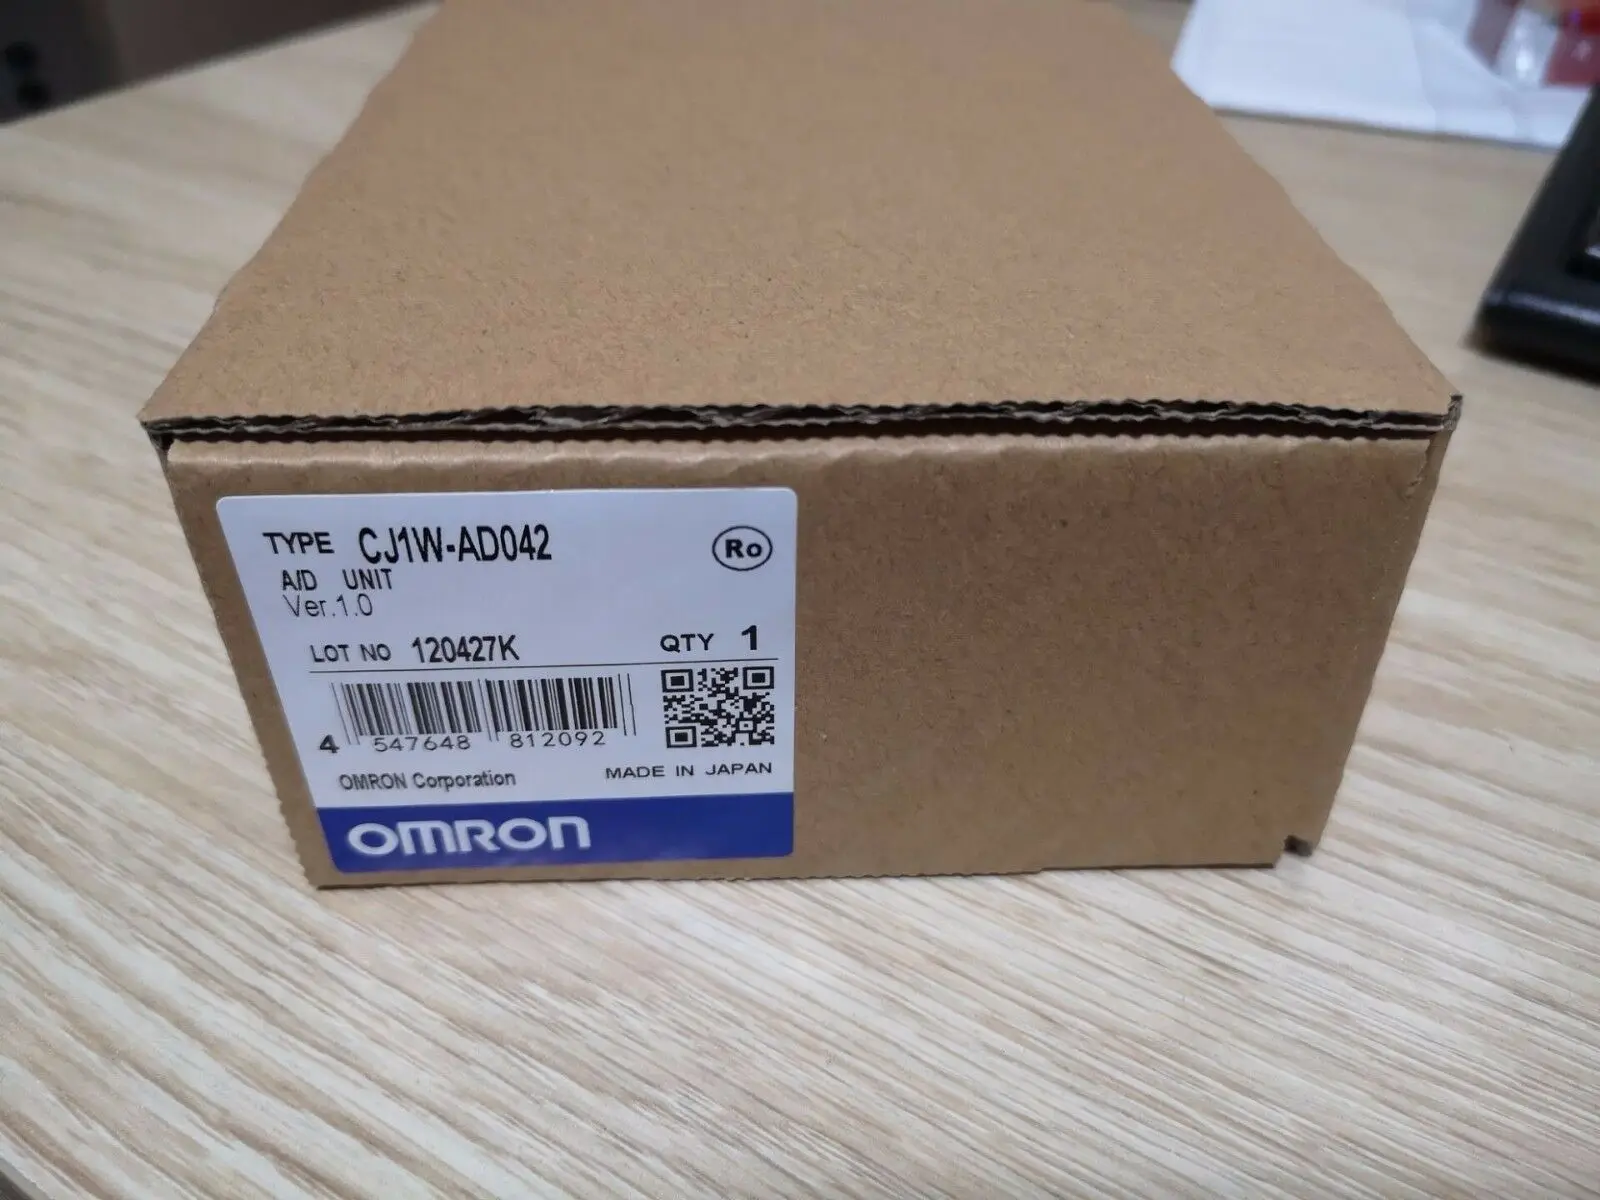 TYPE CJ1W-AD042
Ro
A/D UNIT
Ver.1.0
LOT NO 120427K QTY 1
4 547648 812092
OMRON Corporation MADE IN JAPAN
OMRON